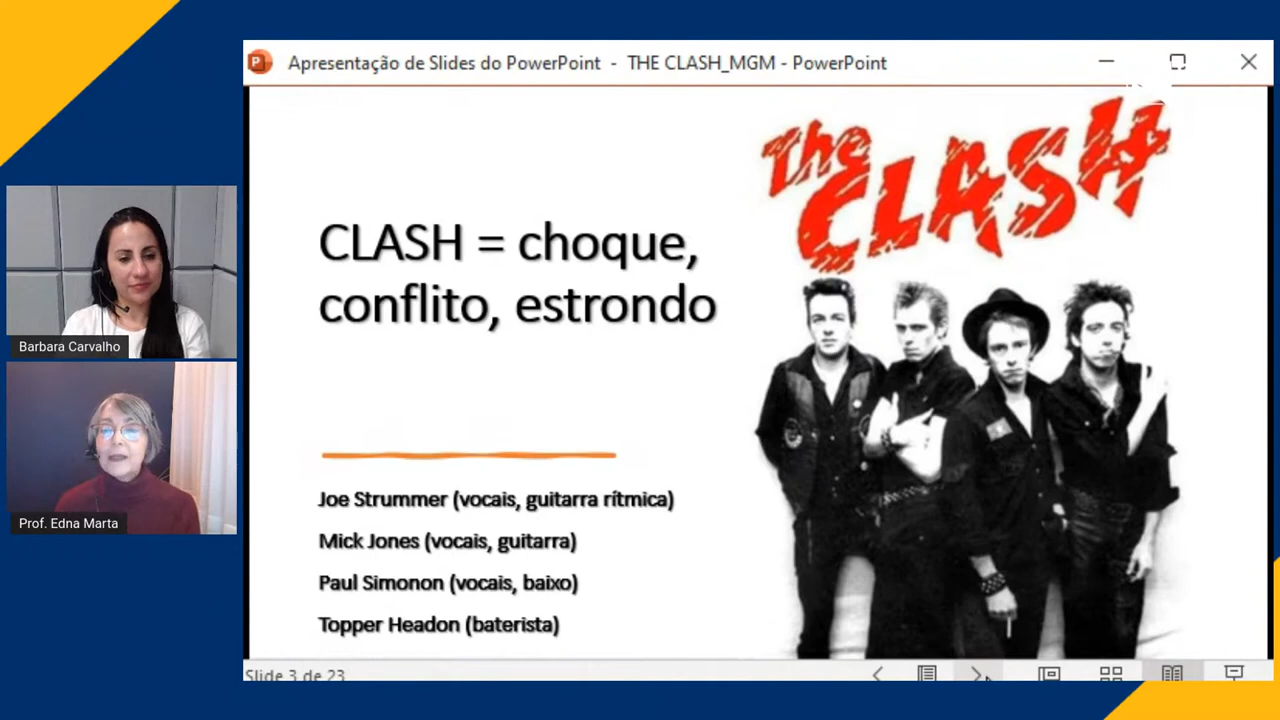 Apresentação de Slides do PowerPoint - THE CLASH_MGM - PowerPoint
The
CLASH
CLASH = choque,
conflito, estrondo
Joe Strummer (vocais, guitarra rítmica)
Mick Jones (vocais, guitarra)
Paul Simonon (vocais, baixo)
Topper Headon (baterista)
Slide 3 de 23
Barbara Carvalho
Prof. Edna Marta